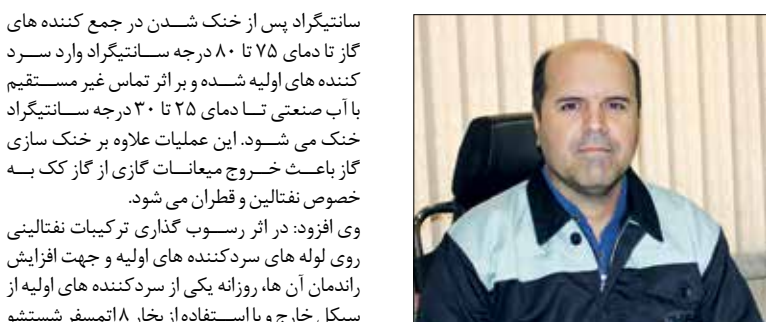 سانتیگراد پس از خنک شدن در جمع کننده های
گاز تا دمای ۷۵ تا ۸۰ درجه سانتیگراد وارد سرد
کننده های اولیه شده و بر اثر تماس غیر مستقیم
با آب صنعتی تا دمای ۲۵ تا ۳۰ درجه سانتیگراد
خنک می شود. این عملیات علاوه بر خنک سازی
گاز باعث خروج میعانات گازی از گاز کک به
خصوص نفتالین و قطران می شود.
وی افزود: در اثر رسوب گذاری ترکیبات نفتالینی
روی لوله های سردکننده های اولیه و جهت افزایش
راندمان آن ها، روزانه یکی از سردکننده های اولیه از
سیکل خارج و با استفاده از بخار ۸ اتمسفر شستشو